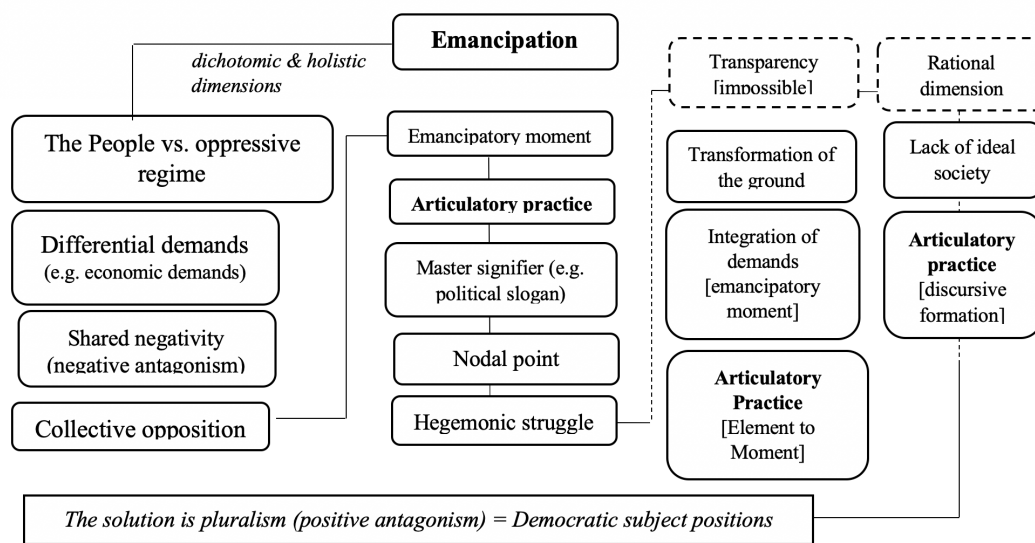 Emancipation
dichotomic & holistic
dimensions
The People vs. oppressive
regime
Differential demands
(e.g. economic demands)
Shared negativity
(negative antagonism)
Collective opposition
Emancipatory moment
Articulatory practice
Master signifier (e.g.
political slogan)
Nodal point
Hegemonic struggle
Transparency
[impossible]
Transformation of
the ground
Integration of
demands
[emancipatory
moment]
Articulatory
Practice
[Element to
Moment]
Rational
dimension
Lack of ideal
society
Articulatory
practice
[discursive
formation]
The solution is pluralism (positive antagonism) = Democratic subject positions